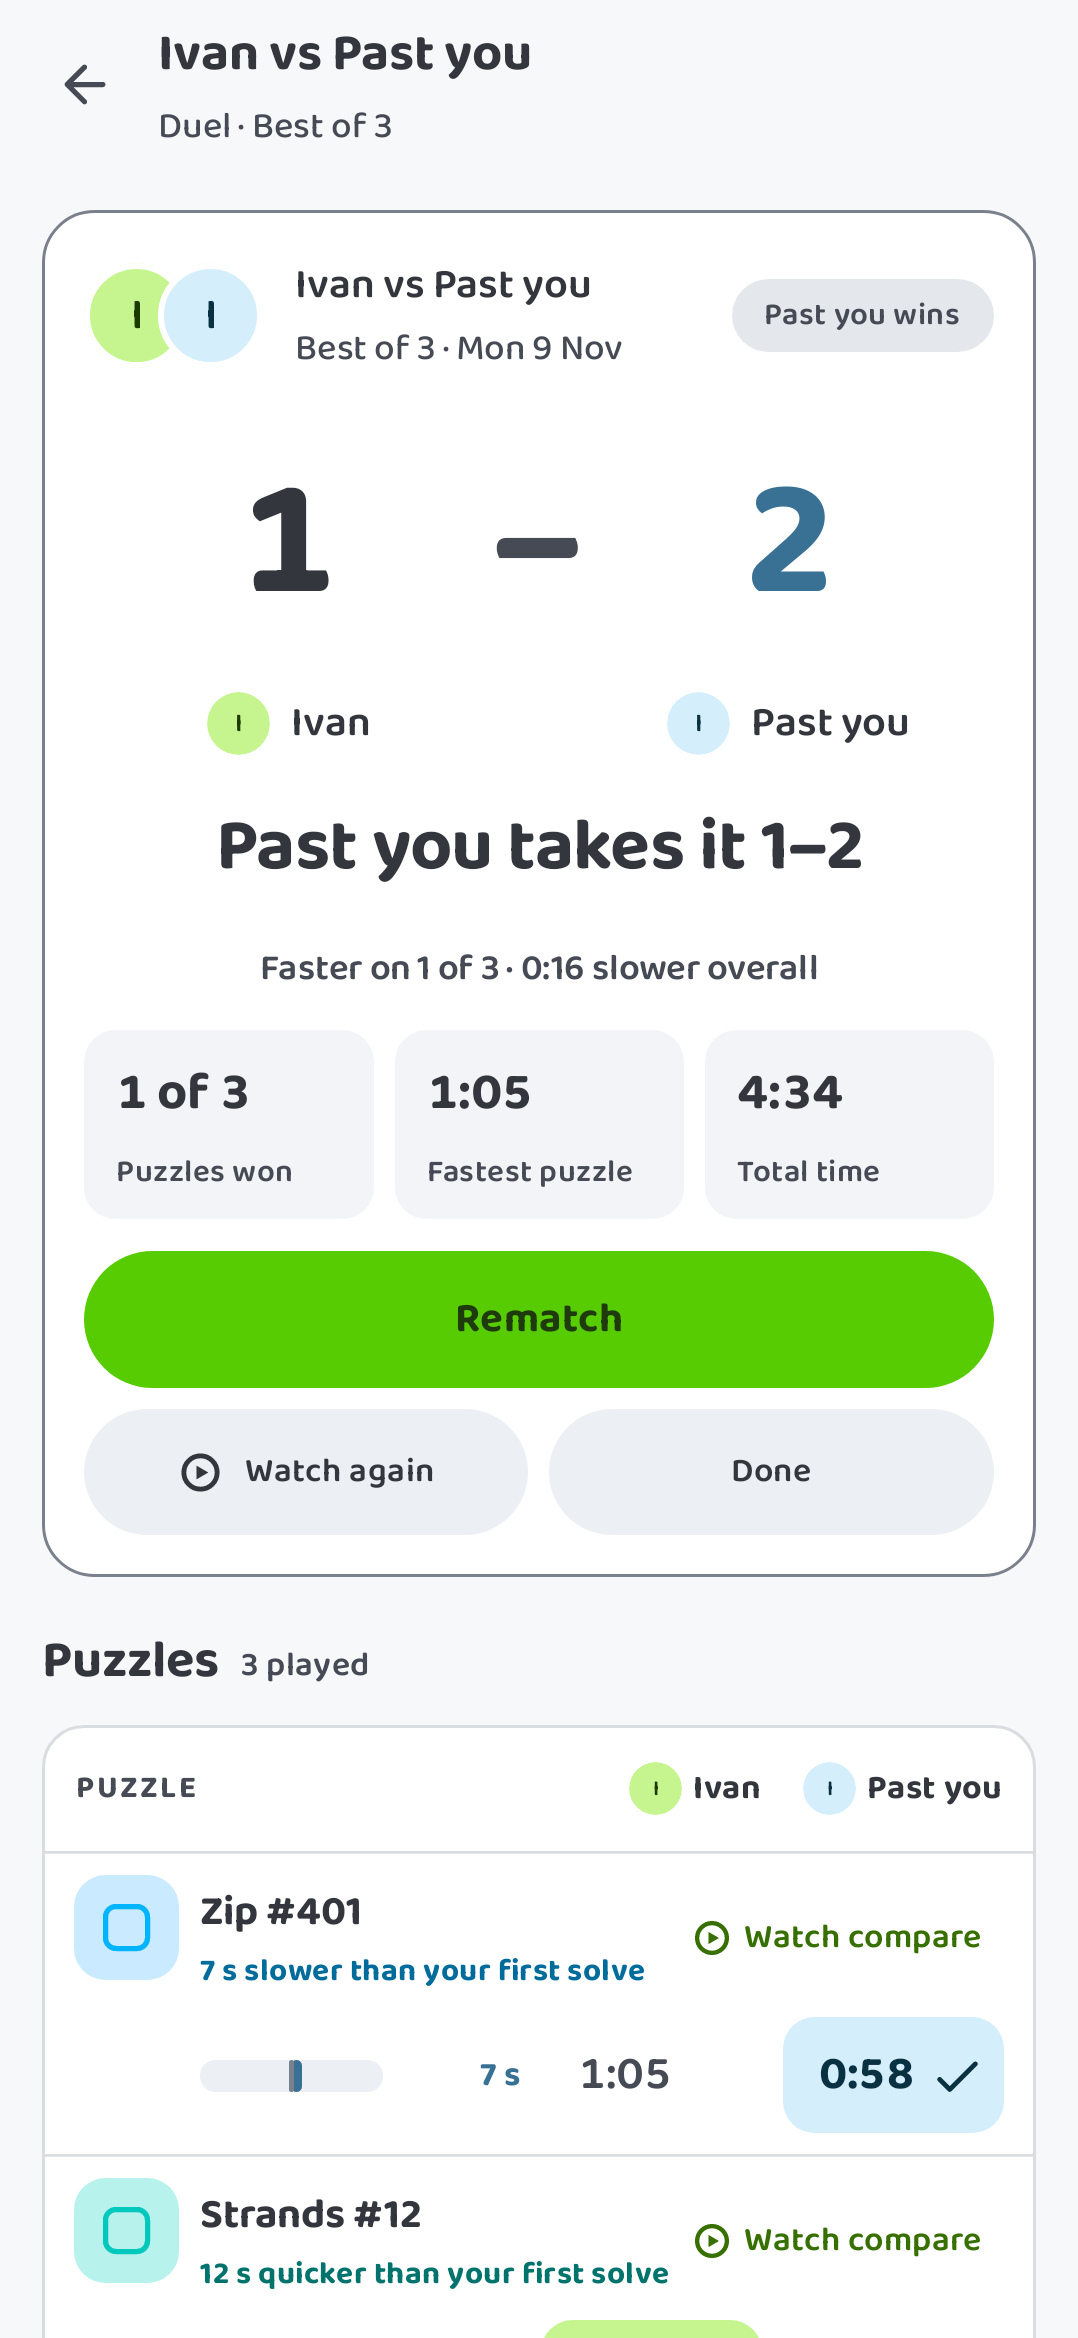 Ivan vs Past you
Duel · Best of 3
I
I
Ivan vs Past you
Best of 3 · Mon 9 Nov
Past you wins
1 – 2
I Ivan
I Past you
Past you takes it 1–2
Faster on 1 of 3 · 0:16 slower overall
1 of 3
Puzzles won
1:05
Fastest puzzle
4:34
Total time
Rematch
Watch again
Done
Puzzles 3 played
PUZZLE
I Ivan
I Past you
Zip #401
7 s slower than your first solve
Watch compare
7 s
1:05
0:58
Strands #12
12 s quicker than your first solve
Watch compare